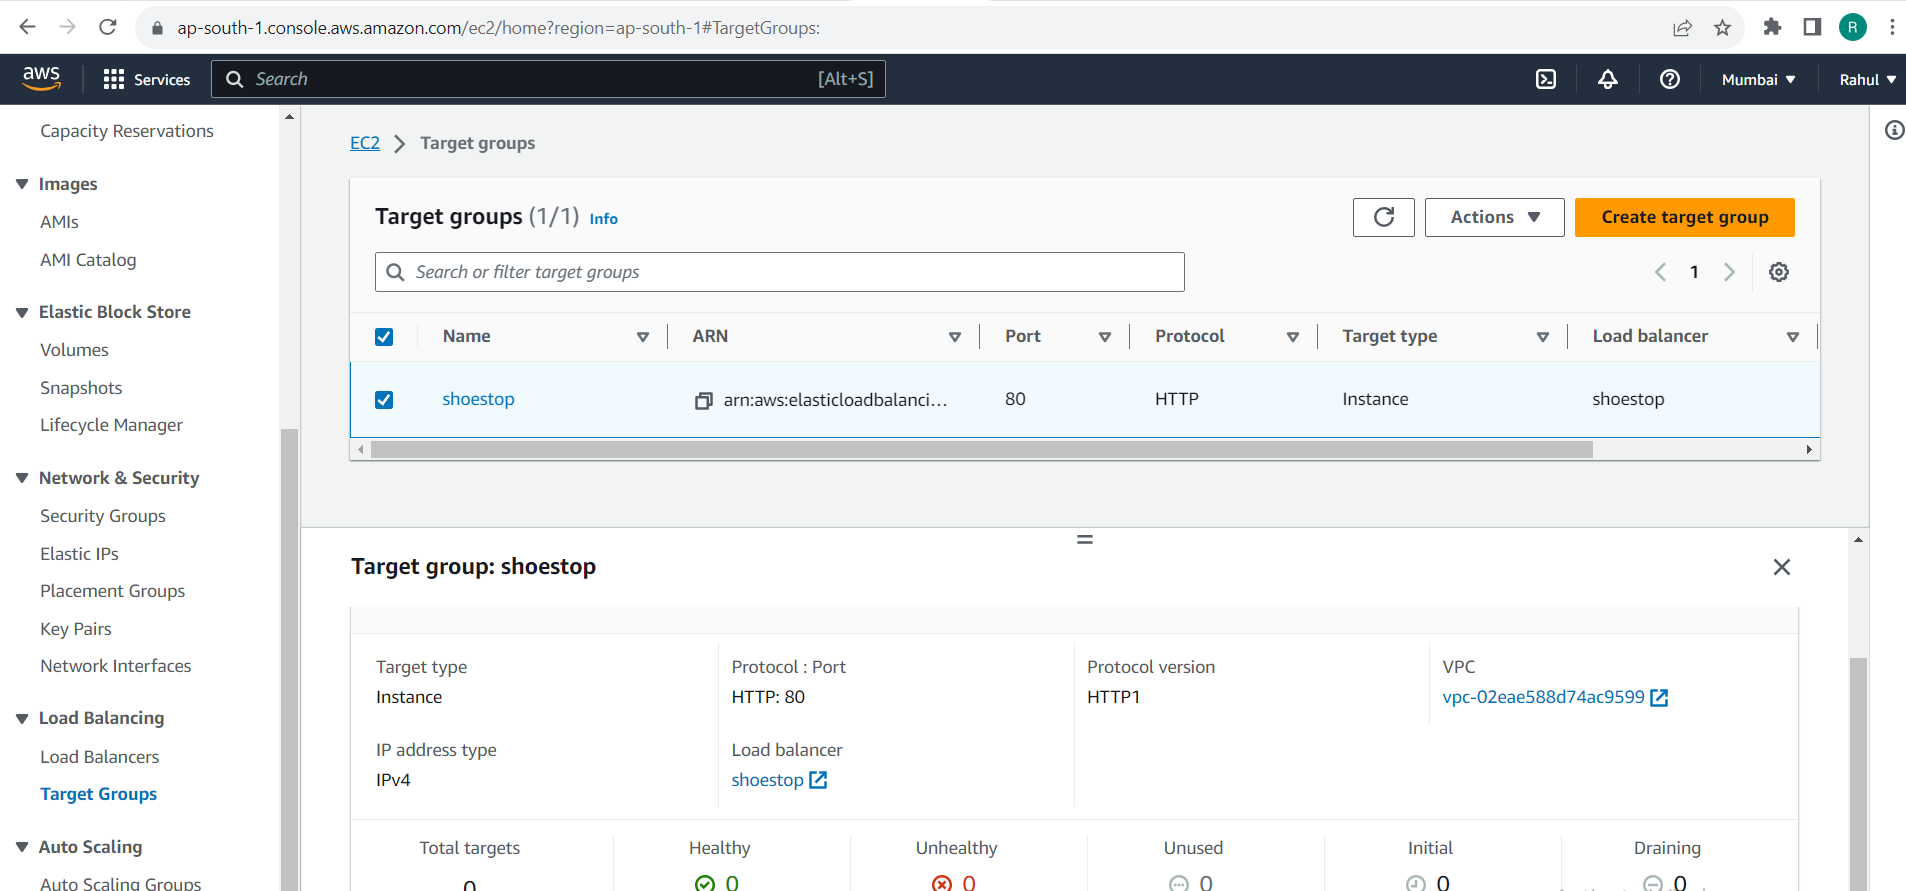 ap-south-1.console.aws.amazon.com/ec2/home?region=ap-south-1#TargetGroups:
R
aws
Services
Search
[Alt+S]
Mumbai
Rahul
Capacity Reservations
Images
AMIs
AMI Catalog
Elastic Block Store
Volumes
Snapshots
Lifecycle Manager
Network & Security
Security Groups
Elastic IPs
Placement Groups
Key Pairs
Network Interfaces
Load Balancing
Load Balancers
Target Groups
Auto Scaling
Auto Scaling Groups
EC2 > Target groups
Target groups (1/1) Info
Actions
Create target group
Search or filter target groups
1
Name ARN Port Protocol Target type Load balancer
shoestop arn:aws:elasticloadbalanci... 80 HTTP Instance shoestop
Target group: shoestop
Target type Protocol : Port Protocol version VPC
Instance HTTP: 80 HTTP1 vpc-02eae588d74ac9599
IP address type Load balancer
IPv4 shoestop
Total targets Healthy Unhealthy Unused Initial Draining
0 0 0 0 0 0